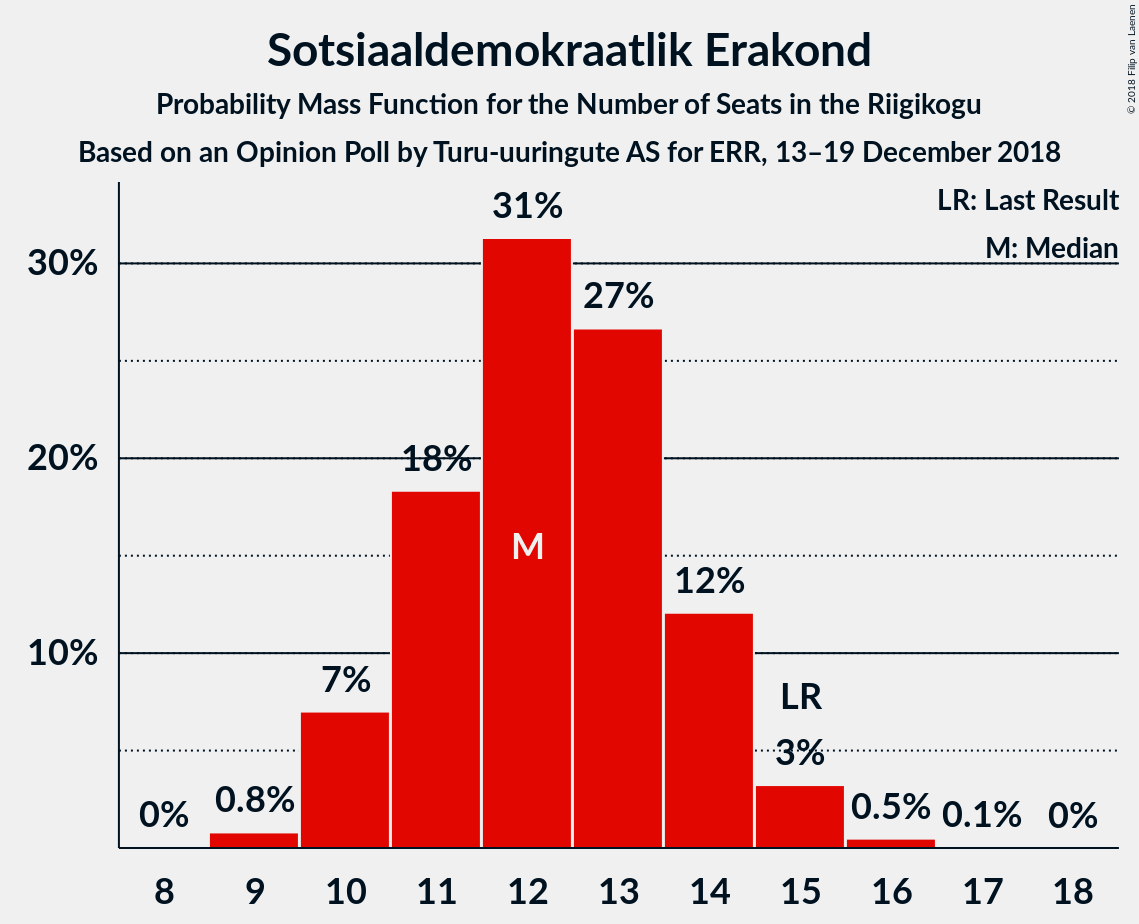 Sotsiaaldemokraatlik Erakond
Probability Mass Function for the Number of Seats in the Riigikogu
Based on an Opinion Poll by Turu-uuringute AS for ERR, 13–19 December 2018
© 2018 Filip van Laenen
LR: Last Result
M: Median
30%
20%
10%
0%
0.8%
7%
18%
31%
M
27%
12%
LR
3%
0.5%
0.1%
0%
8 9 10 11 12 13 14 15 16 17 18